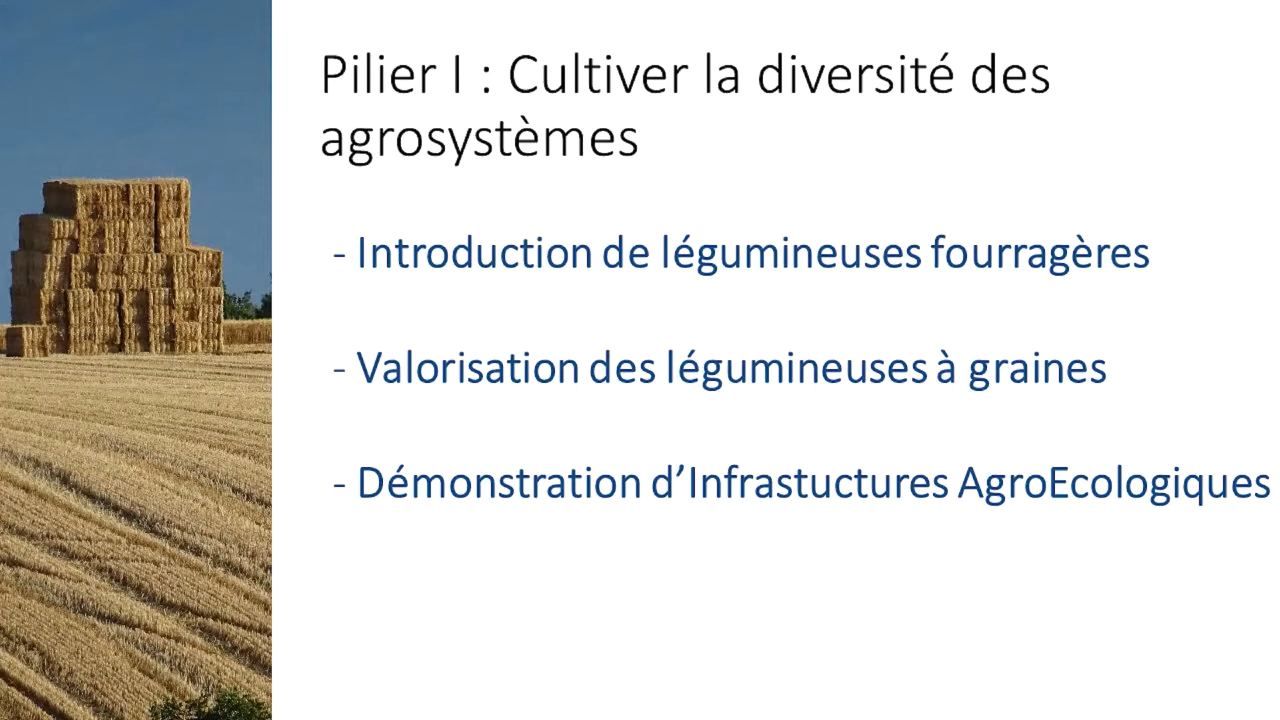 Pilier I : Cultiver la diversité des
agrosystèmes
- Introduction de légumineuses fourragères
- Valorisation des légumineuses à graines
- Démonstration d’Infrastuctures AgroEcologiques